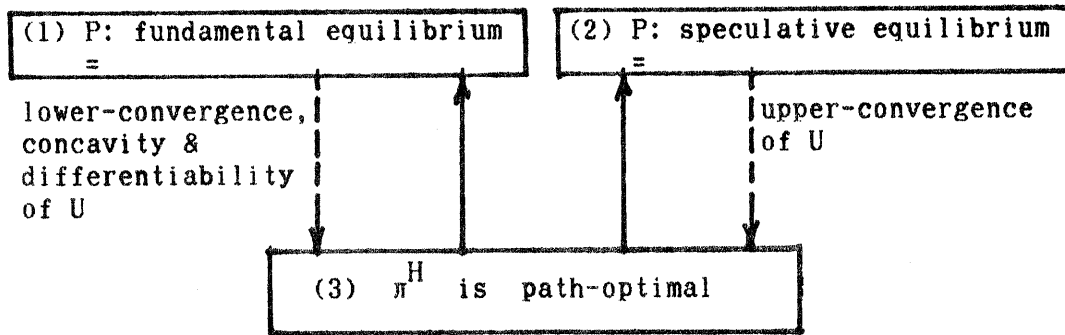 (1) P: fundamental equilibrium
=
(2) P: speculative equilibrium
=
lower-convergence,
concavity &
differentiability
of U
upper-convergence
of U
(3) π^H is path-optimal